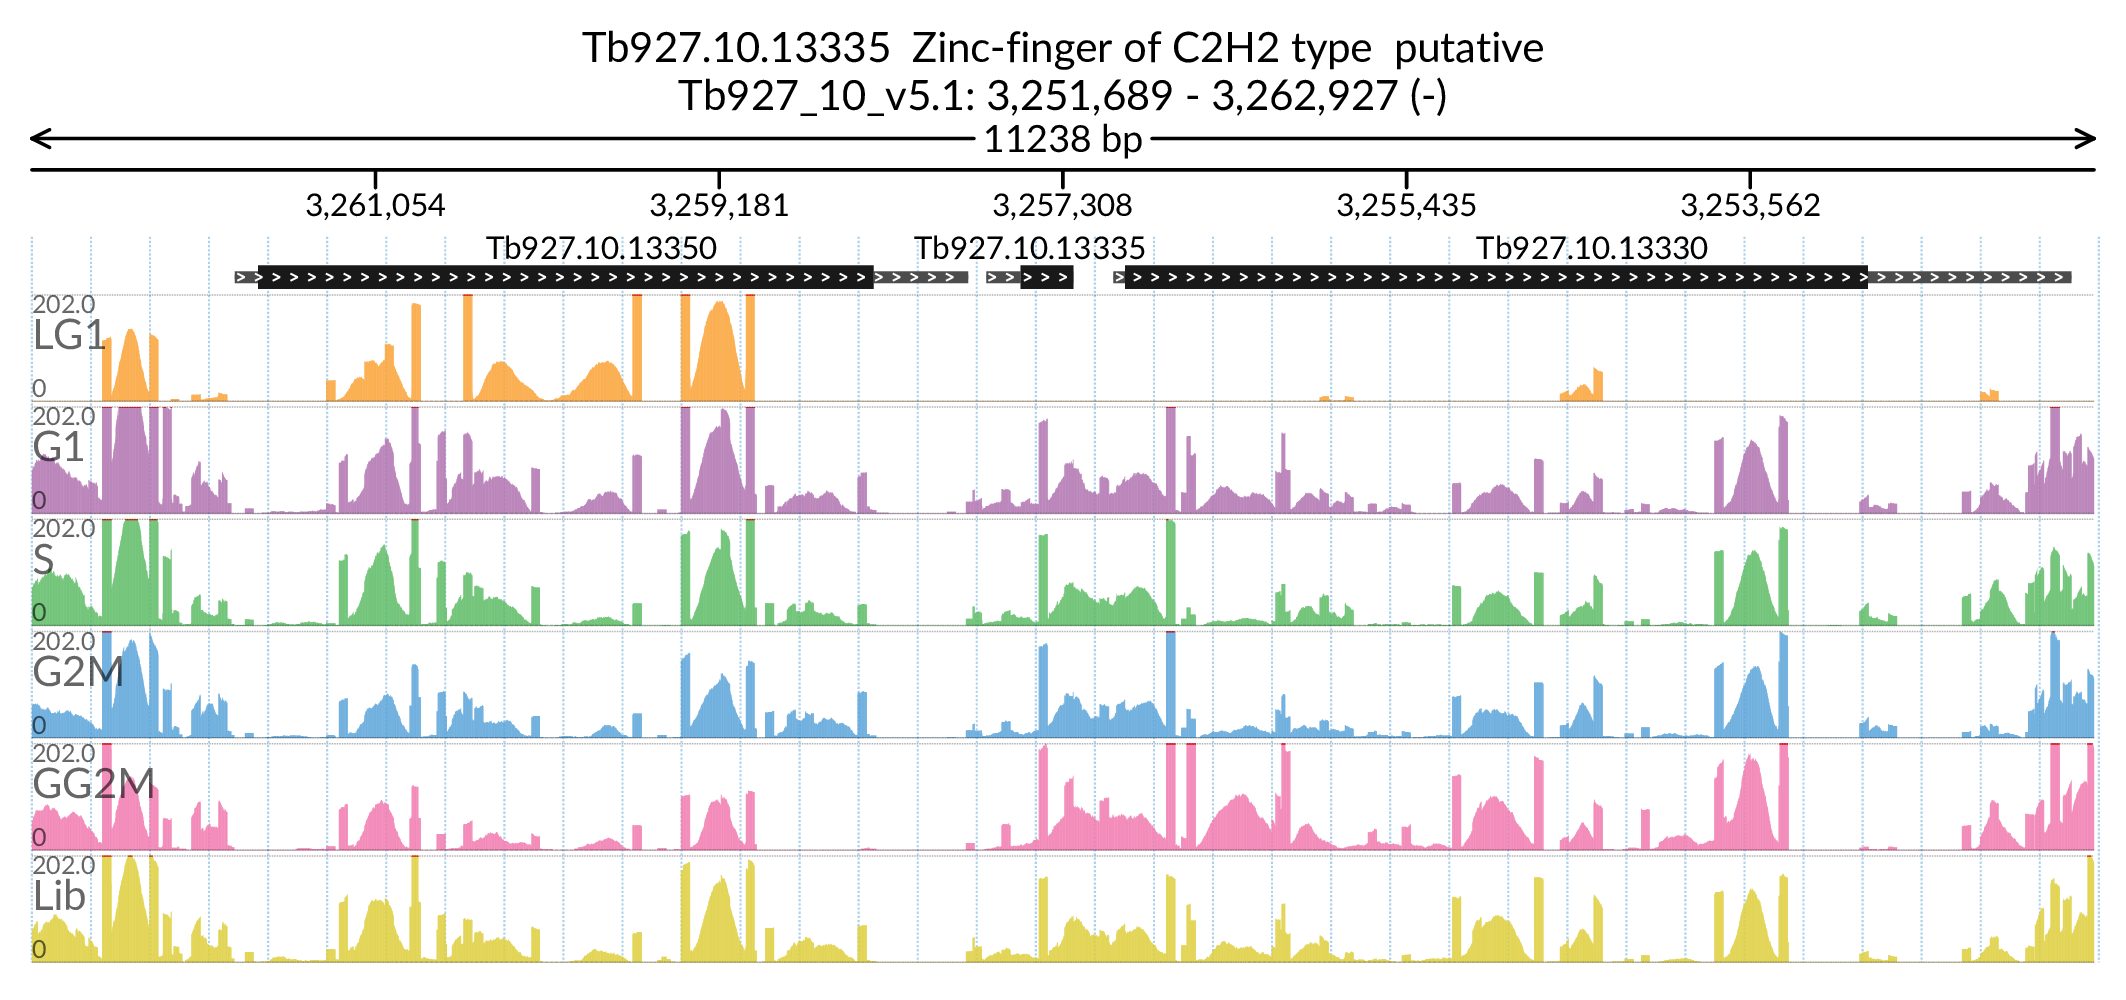 Tb927.10.13335  Zinc-finger of C2H2 type  putative
Tb927_10_v5.1: 3,251,689 - 3,262,927 (-)
11238 bp
3,261,054 3,259,181 3,257,308 3,255,435 3,253,562
Tb927.10.13350 Tb927.10.13335 Tb927.10.13330
202.0
LG1
0
202.0
G1
0
202.0
S
0
202.0
G2M
0
202.0
GG2M
0
202.0
Lib
0